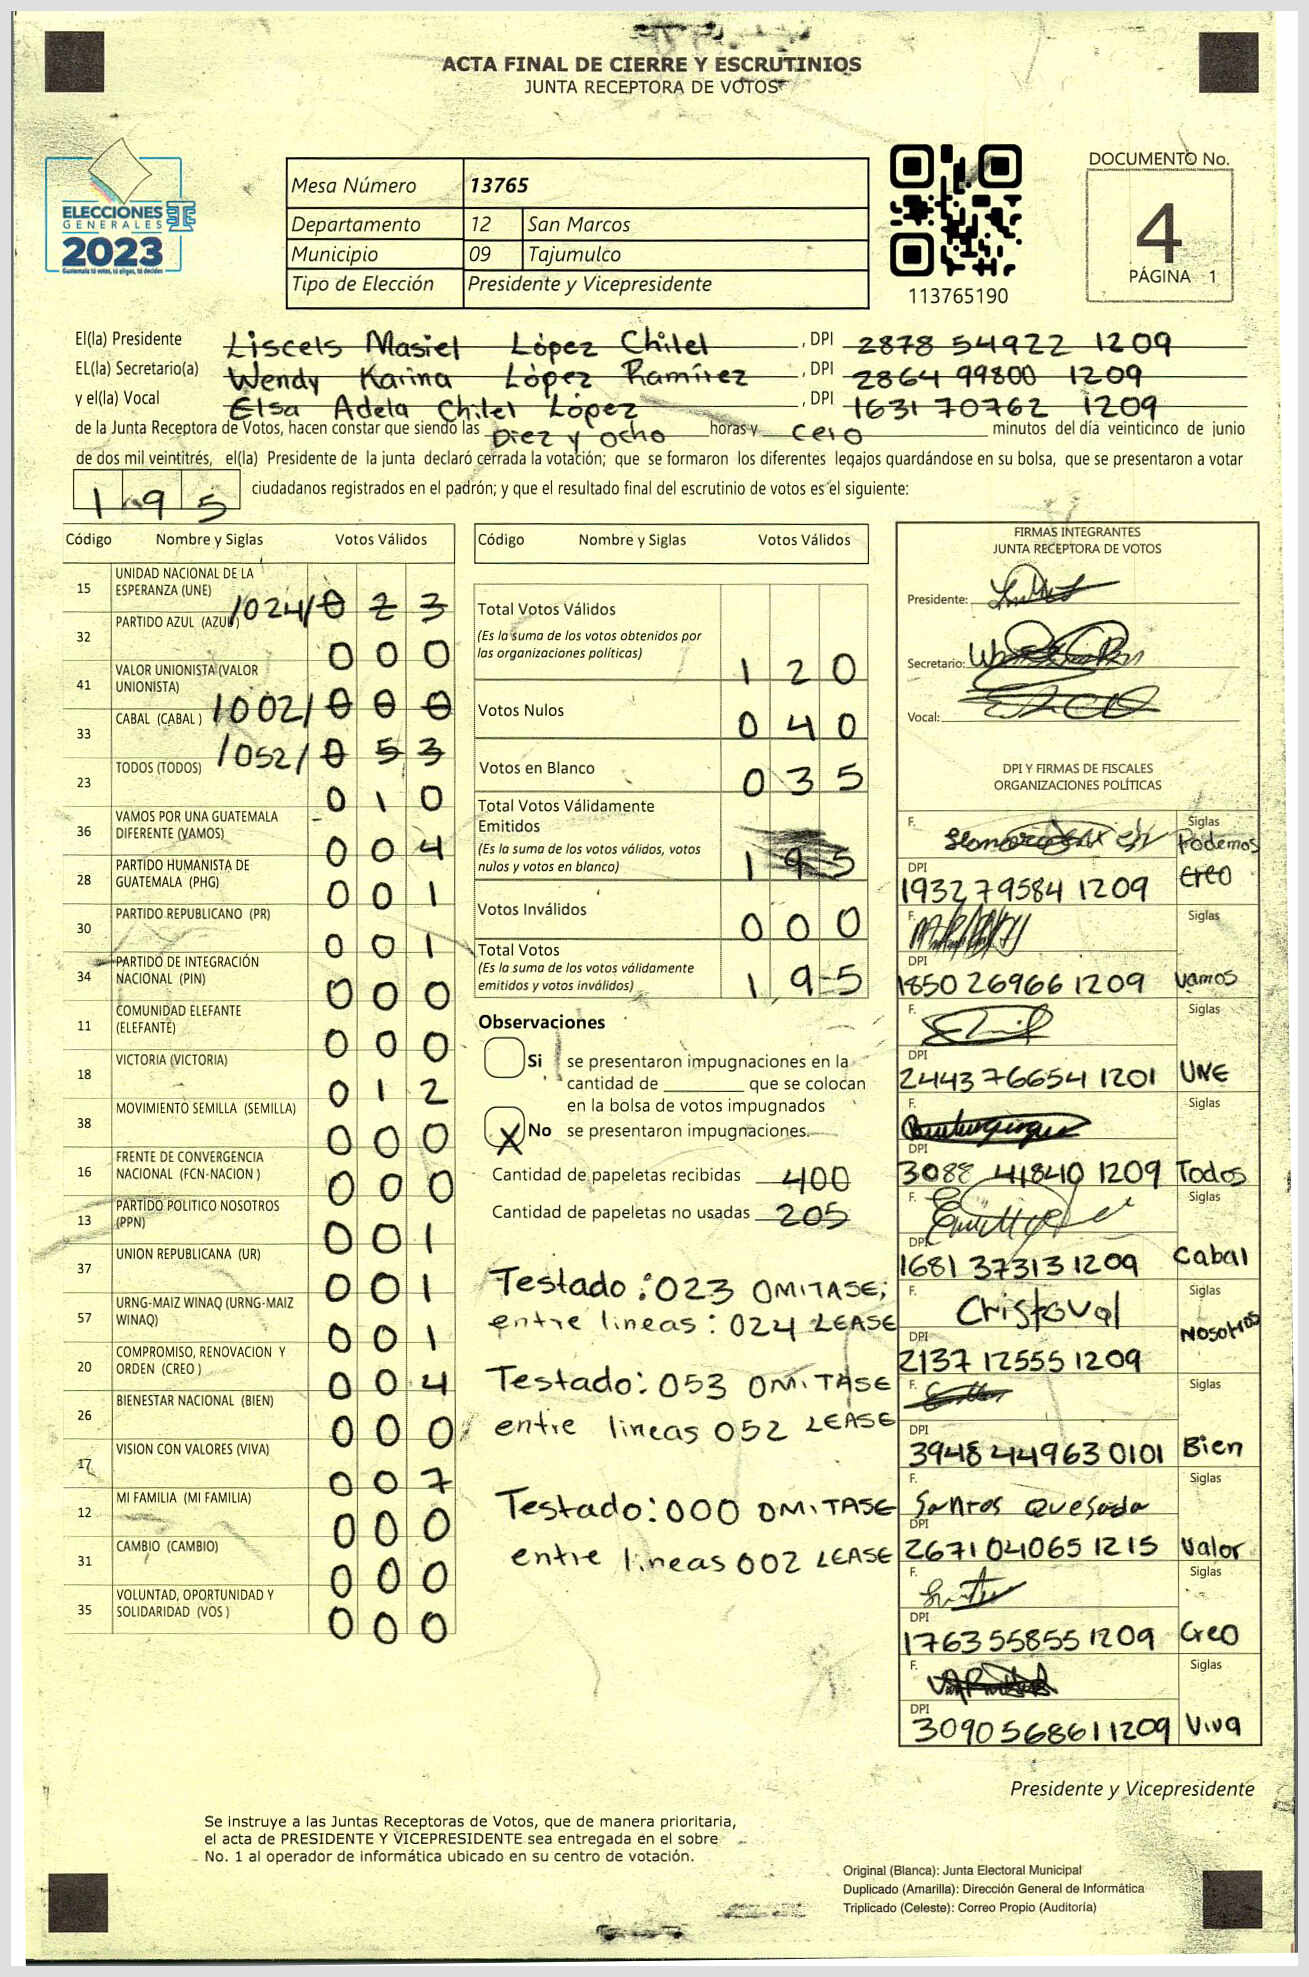 ACTA FINAL DE CIERRE Y ESCRUTINIOS
JUNTA RECEPTORA DE VOTOS
ELECCIONES
GENERALES
2023
Guatemala tú votas, tú eliges, tú decides
Mesa Número 13765
Departamento 12 San Marcos
Municipio 09 Tajumulco
Tipo de Elección Presidente y Vicepresidente
113765190
DOCUMENTO No.
4
PÁGINA 1
El(la) Presidente Liscels Masiel López Chilel , DPI 2878 54922 1209
EL(la) Secretario(a) Wendy Karina López Ramírez , DPI 2864 99800 1209
y el(la) Vocal Elsa Adela Chilel López , DPI 1631 70762 1209
de la Junta Receptora de Votos, hacen constar que siendo las Diez y ocho horas y cero minutos del día veinticinco de junio
de dos mil veintitrés, el(la) Presidente de la junta declaró cerrada la votación; que se formaron los diferentes legajos guardándose en su bolsa, que se presentaron a votar
195 ciudadanos registrados en el padrón; y que el resultado final del escrutinio de votos es el siguiente:
Código Nombre y Siglas Votos Válidos
15 UNIDAD NACIONAL DE LA
ESPERANZA (UNE) /024/ 0 2 3
32 PARTIDO AZUL (AZUL) 0 0 0
41 VALOR UNIONISTA (VALOR
UNIONISTA) /002/ 0 0 0
33 CABAL (CABAL ) /052/ 0 5 3
23 TODOS (TODOS) 0 1 0
36 VAMOS POR UNA GUATEMALA
DIFERENTE (VAMOS) 0 0 4
28 PARTIDO HUMANISTA DE
GUATEMALA (PHG) 0 0 1
30 PARTIDO REPUBLICANO (PR) 0 0 1
34 PARTIDO DE INTEGRACIÓN
NACIONAL (PIN) 0 0 0
11 COMUNIDAD ELEFANTE
(ELEFANTE) 0 0 0
18 VICTORIA (VICTORIA) 0 1 2
38 MOVIMIENTO SEMILLA (SEMILLA) 0 0 0
16 FRENTE DE CONVERGENCIA
NACIONAL (FCN-NACION ) 0 0 0
13 PARTIDO POLITICO NOSOTROS
(PPN) 0 0 1
37 UNION REPUBLICANA (UR) 0 0 1
57 URNG-MAIZ WINAQ (URNG-MAIZ
WINAQ) 0 0 1
20 COMPROMISO, RENOVACION Y
ORDEN (CREO ) 0 0 4
26 BIENESTAR NACIONAL (BIEN) 0 0 0
17 VISION CON VALORES (VIVA) 0 0 7
12 MI FAMILIA (MI FAMILIA) 0 0 0
31 CAMBIO (CAMBIO) 0 0 0
35 VOLUNTAD, OPORTUNIDAD Y
SOLIDARIDAD (VOS ) 0 0 0
Código Nombre y Siglas Votos Válidos
Total Votos Válidos
(Es la suma de los votos obtenidos por
las organizaciones políticas) 1 2 0
Votos Nulos 0 4 0
Votos en Blanco 0 3 5
Total Votos Válidamente
Emitidos
(Es la suma de los votos válidos, votos
nulos y votos en blanco) 1 9 5
Votos Inválidos 0 0 0
Total Votos
(Es la suma de los votos válidamente
emitidos y votos inválidos) 1 9 5
Observaciones
Si se presentaron impugnaciones en la
cantidad de que se colocan
en la bolsa de votos impugnados
X No se presentaron impugnaciones.
Cantidad de papeletas recibidas 400
Cantidad de papeletas no usadas 205
Testado: 023 OMITASE;
entre lineas: 024 LEASE
Testado: 053 OMITASE
entre lineas 052 LEASE
Testado: 000 OMITASE
entre lineas 002 LEASE
FIRMAS INTEGRANTES
JUNTA RECEPTORA DE VOTOS
Presidente:
Secretario:
Vocal:
DPI Y FIRMAS DE FISCALES
ORGANIZACIONES POLÍTICAS
F. Siglas
Podemos
DPI
1932 79584 1209 Creo
F. Siglas
DPI
1850 26966 1209 Vamos
F. Siglas
DPI
2443 76654 1201 UNE
F. Siglas
DPI
3088 41840 1209 Todos
F. Siglas
DPI
1681 37313 1209 Cabal
F. Cristoval Siglas
Nosotros
DPI
2137 12555 1209
F. Siglas
DPI
3948 44963 0101 Bien
F. Siglas
Santos Quesada
DPI
2671 04065 1215 Valor
F. Siglas
DPI
1763 55855 1209 Creo
F. Siglas
DPI
3090 56861 1209 Viva
Presidente y Vicepresidente
Se instruye a las Juntas Receptoras de Votos, que de manera prioritaria,
el acta de PRESIDENTE Y VICEPRESIDENTE sea entregada en el sobre
No. 1 al operador de informática ubicado en su centro de votación.
Original (Blanca): Junta Electoral Municipal
Duplicado (Amarilla): Dirección General de Informática
Triplicado (Celeste): Correo Propio (Auditoría)